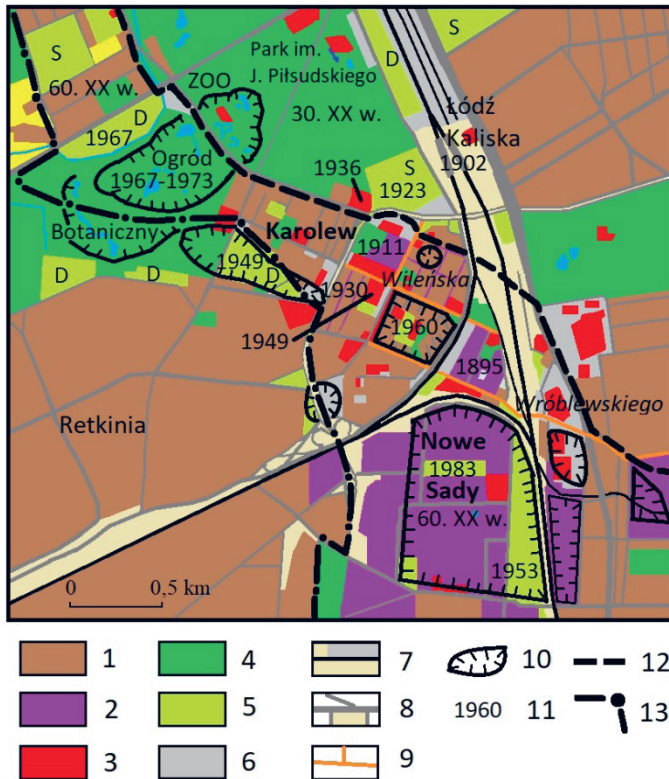 S
60. XX w.
D
1967
ZOO
Park im.
J. Piłsudskiego
30. XX w.
D
S
Łódź
Kaliska
1902
Ogród
1967-1973
Botaniczny
1936
S
1923
Karolew
1911
Wileńska
1949
D
D
D
1930
1949
1960
1895
Wróblewskiego
Retkinia
Nowe
1983
Sady
60. XX w.
1953
0 0,5 km
1 4 7 10 12
2 5 8 1960 11 13
3 6 9